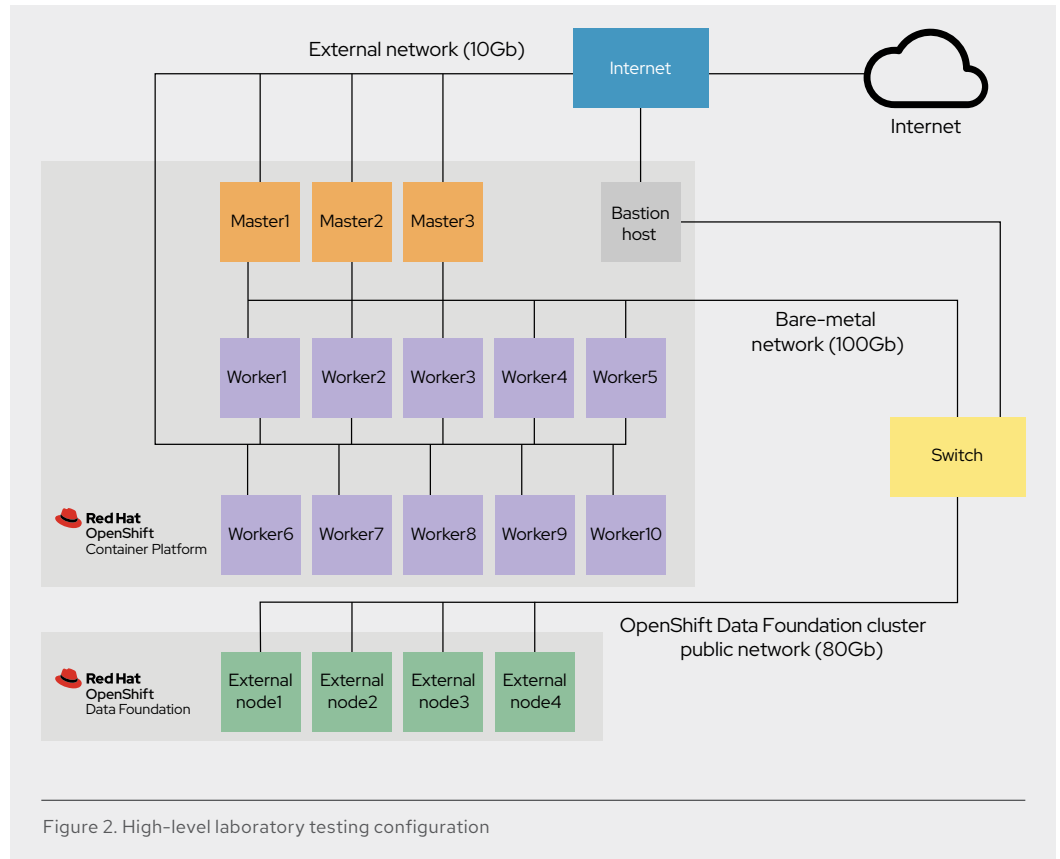 External network (10Gb)
Internet
Internet
Master1
Master2
Master3
Bastion
host
Bare-metal
network (100Gb)
Worker1
Worker2
Worker3
Worker4
Worker5
Switch
Red Hat
OpenShift
Container Platform
Worker6
Worker7
Worker8
Worker9
Worker10
OpenShift Data Foundation cluster
public network (80Gb)
Red Hat
OpenShift
Data Foundation
External
node1
External
node2
External
node3
External
node4
Figure 2. High-level laboratory testing configuration